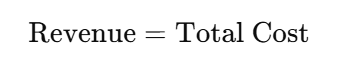 Revenue = Total Cost